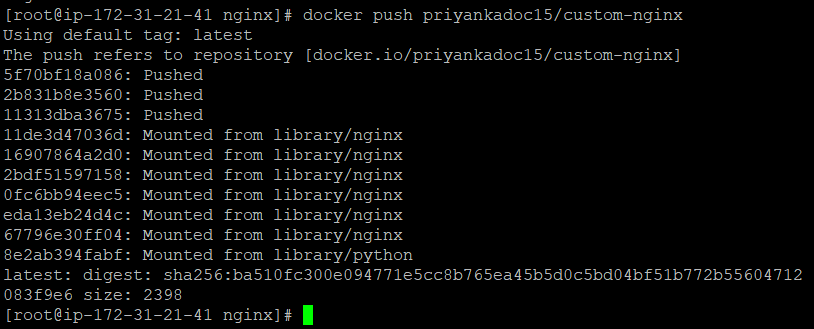 [root@ip-172-31-21-41 nginx]# docker push priyankadoc15/custom-nginx
Using default tag: latest
The push refers to repository [docker.io/priyankadoc15/custom-nginx]
5f70bf18a086: Pushed
2b831b8e3560: Pushed
11313dba3675: Pushed
11de3d47036d: Mounted from library/nginx
16907864a2d0: Mounted from library/nginx
2bdf51597158: Mounted from library/nginx
0fc6bb94eec5: Mounted from library/nginx
eda13eb24d4c: Mounted from library/nginx
67796e30ff04: Mounted from library/nginx
8e2ab394fabf: Mounted from library/python
latest: digest: sha256:ba510fc300e094771e5cc8b765ea45b5d0c5bd04bf51b772b55604712
083f9e6 size: 2398
[root@ip-172-31-21-41 nginx]#